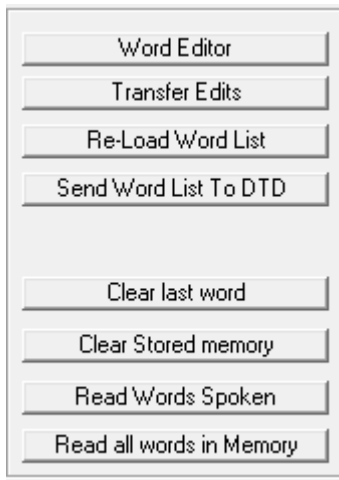 Word Editor
Transfer Edits
Re-Load Word List
Send Word List To DTD
Clear last word
Clear Stored memory
Read Words Spoken
Read all words in Memory